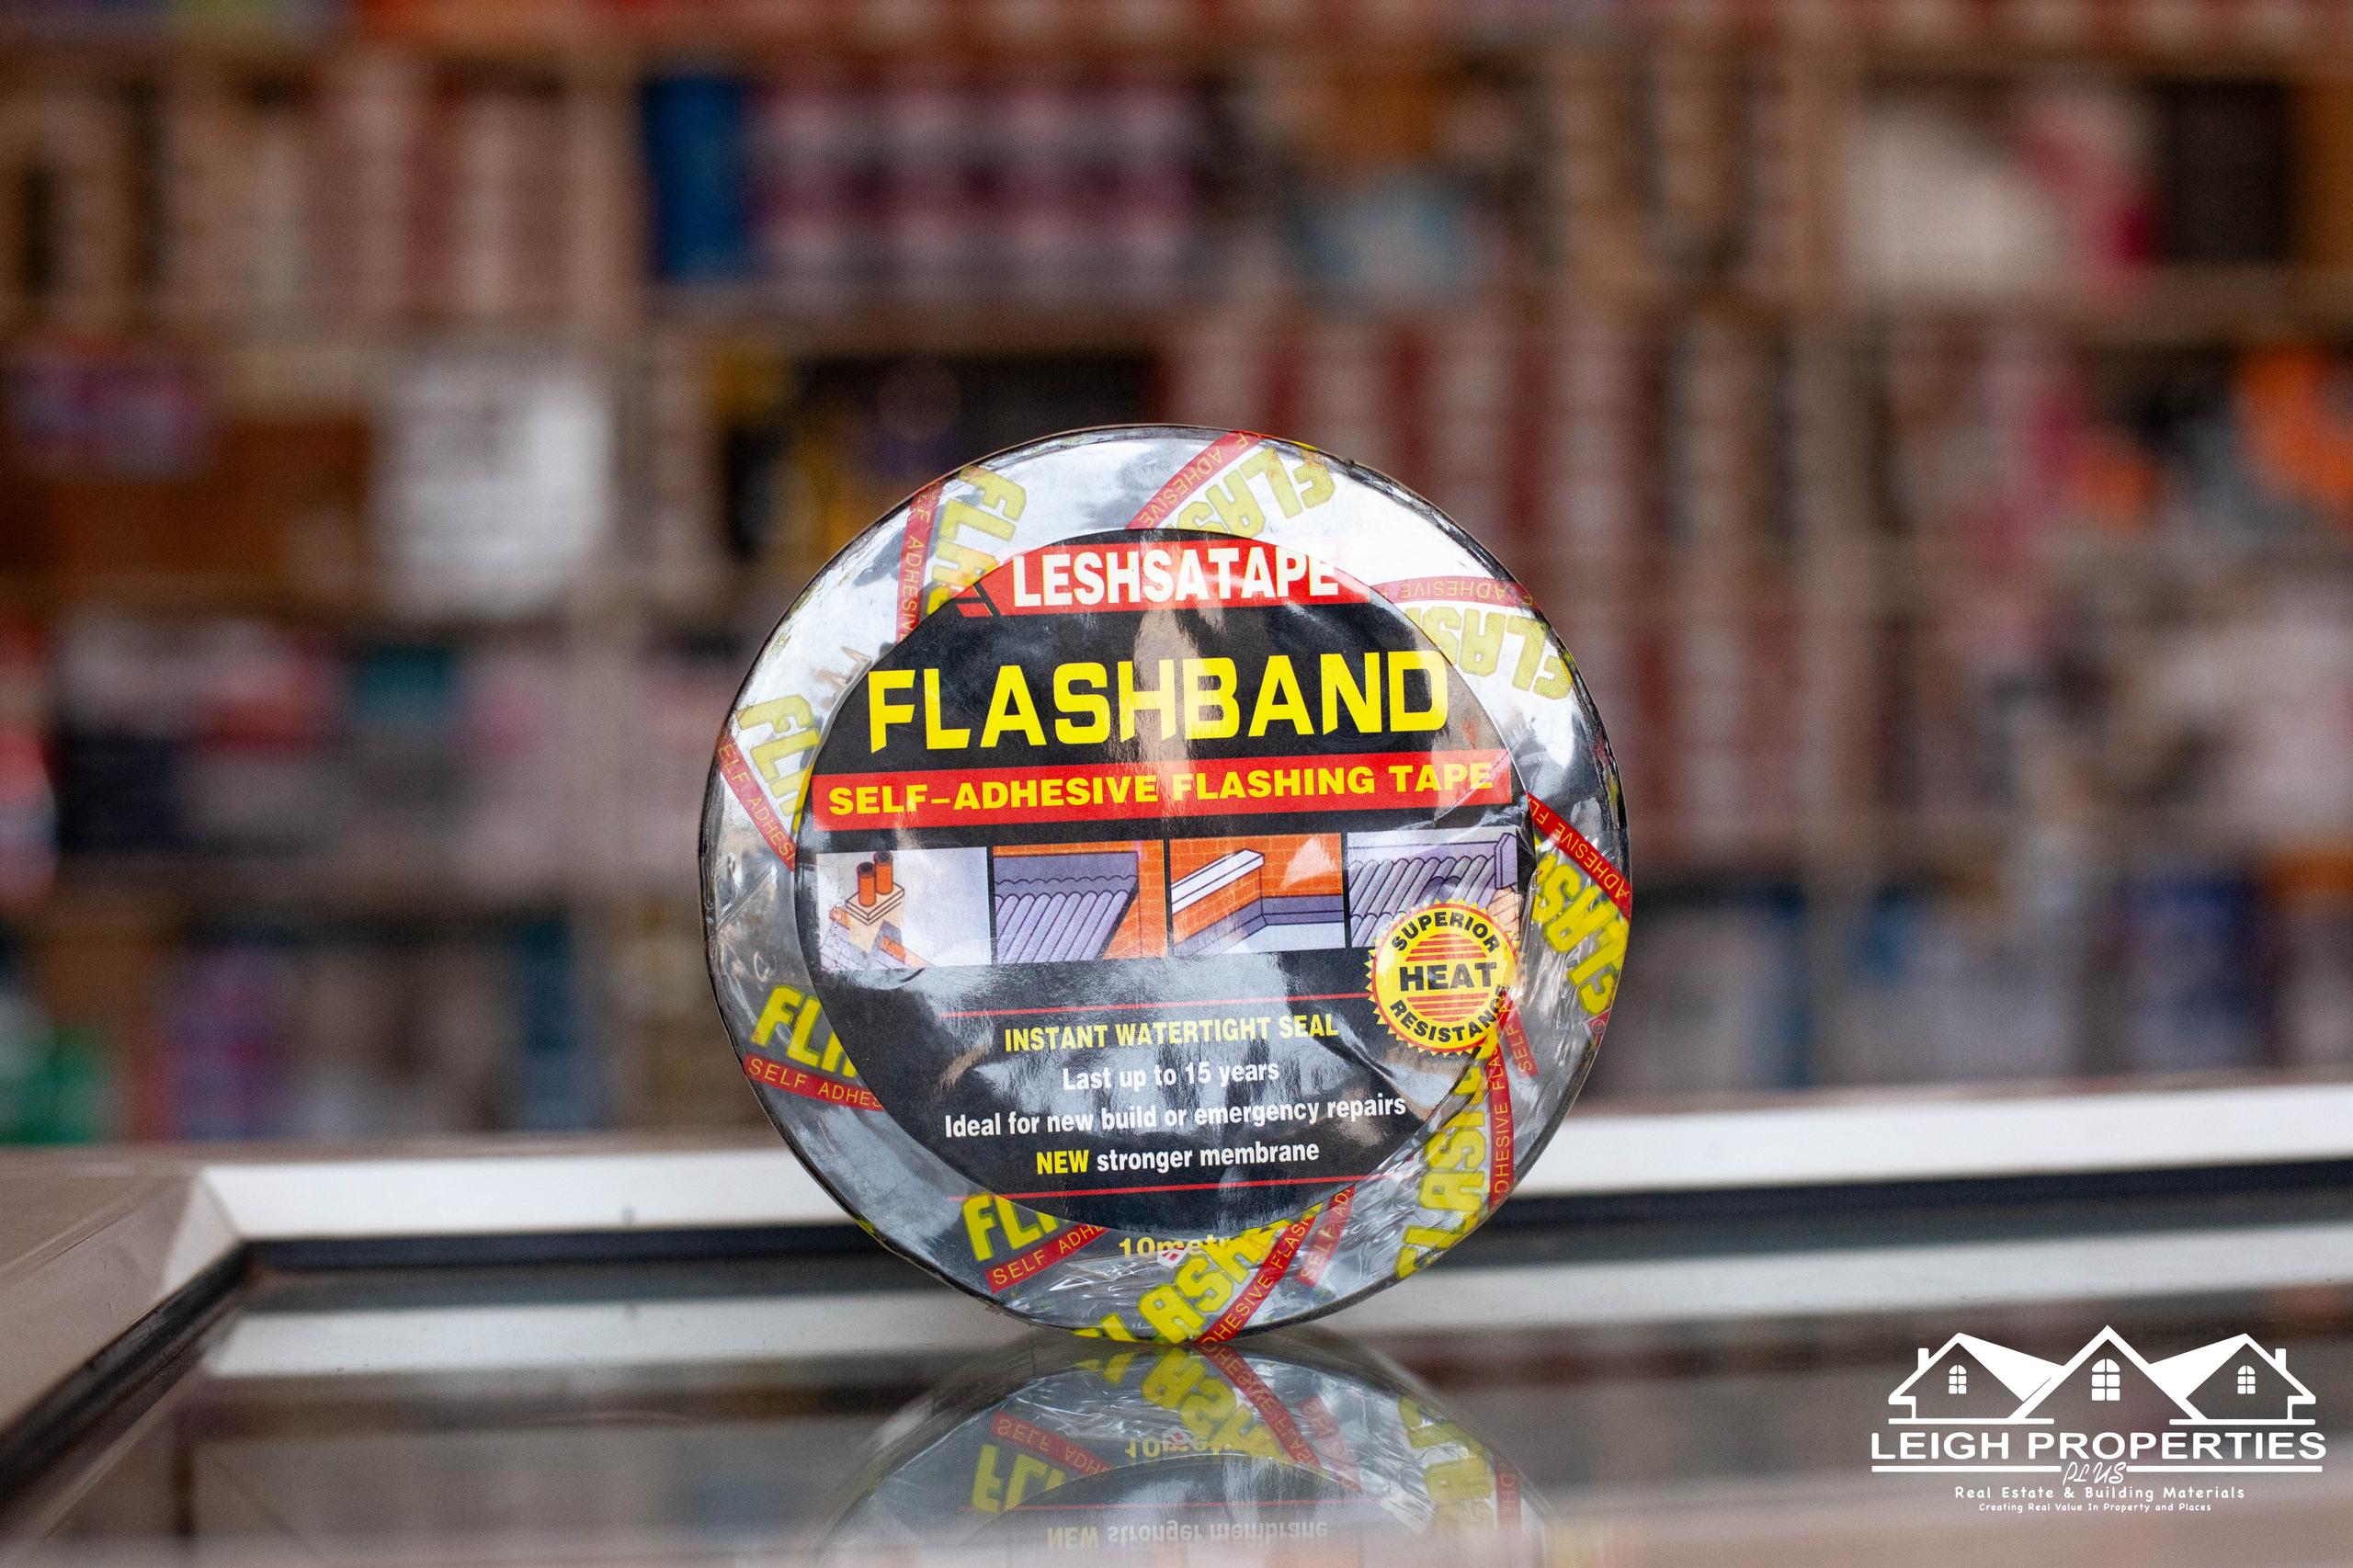 LESHSATAPE
FLASHBAND
SELF-ADHESIVE FLASHING TAPE
SUPERIOR
HEAT
RESISTANCE
INSTANT WATERTIGHT SEAL
Last up to 15 years
Ideal for new build or emergency repairs
NEW stronger membrane
LEIGH PROPERTIES
PLUS
Real Estate & Building Materials
Creating Real Value In Property and Places